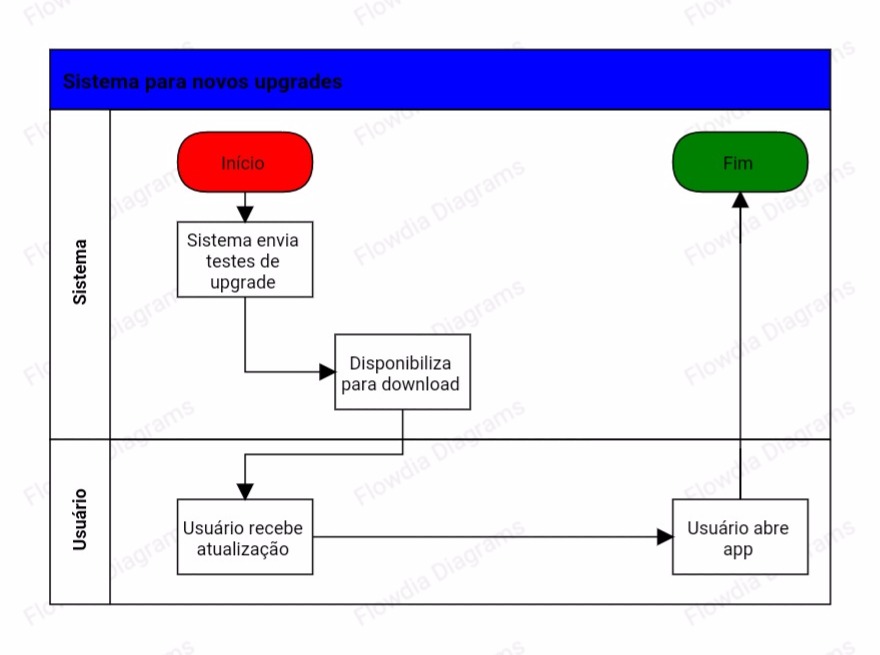 Sistema para novos upgrades
Sistema
Início
Fim
Sistema envia
testes de
upgrade
Disponibiliza
para download
Usuário
Usuário recebe
atualização
Usuário abre
app
Flowdia Diagrams